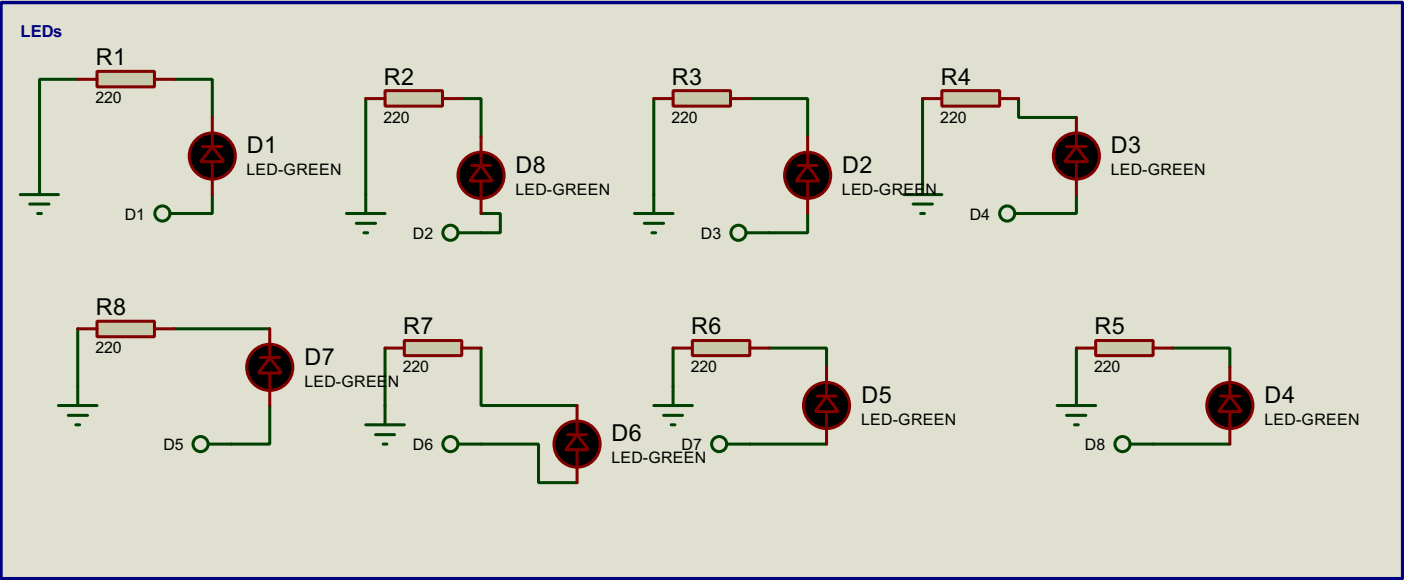 LEDs
R1
220
D1
LED-GREEN
D1
R2
220
D8
LED-GREEN
D2
R3
220
D2
LED-GREEN
D3
R4
220
D3
LED-GREEN
D4
R8
220
D7
LED-GREEN
D5
R7
220
D6
LED-GREEN
D6
R6
220
D5
LED-GREEN
D7
R5
220
D4
LED-GREEN
D8